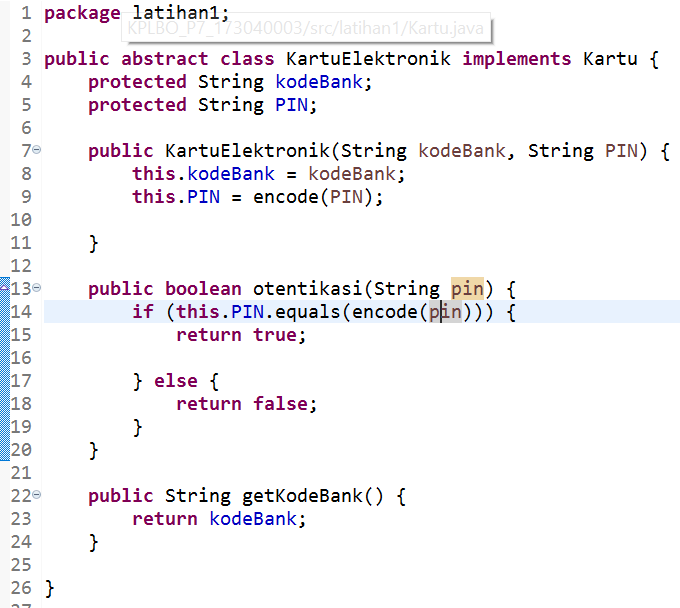 1 package latihan1;
KPLBO_P7_173040003/src/latihan1/Kartu.java
2
3 public abstract class KartuElektronik implements Kartu {
4     protected String kodeBank;
5     protected String PIN;
6
7     public KartuElektronik(String kodeBank, String PIN) {
8         this.kodeBank = kodeBank;
9         this.PIN = encode(PIN);
10
11     }
12
13     public boolean otentikasi(String pin) {
14         if (this.PIN.equals(encode(pin))) {
15             return true;
16
17         } else {
18             return false;
19         }
20     }
21
22     public String getKodeBank() {
23         return kodeBank;
24     }
25
26 }
27